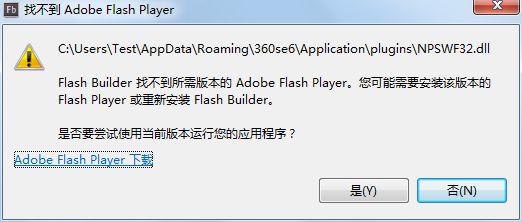 Fb 找不到 Adobe Flash Player
C:\Users\Test\AppData\Roaming\360se6\Application\plugins\NPSWF32.dll
Flash Builder 找不到所需版本的 Adobe Flash Player。您可能需要安装该版本的
Flash Player 或重新安装 Flash Builder。
是否要尝试使用当前版本运行您的应用程序？
Adobe Flash Player 下载
是(Y) 否(N)